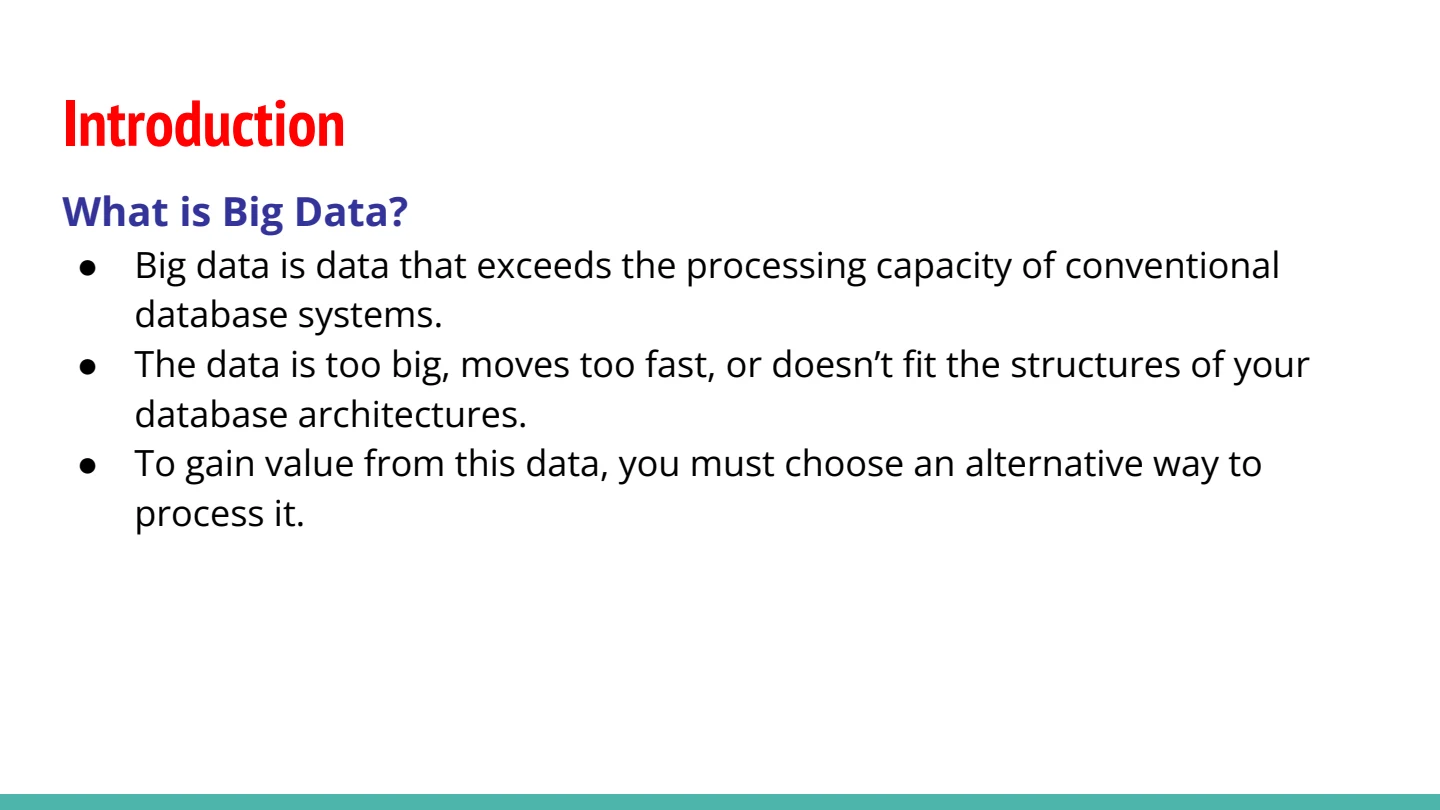 Introduction
What is Big Data?
● Big data is data that exceeds the processing capacity of conventional
database systems.
● The data is too big, moves too fast, or doesn’t fit the structures of your
database architectures.
● To gain value from this data, you must choose an alternative way to
process it.